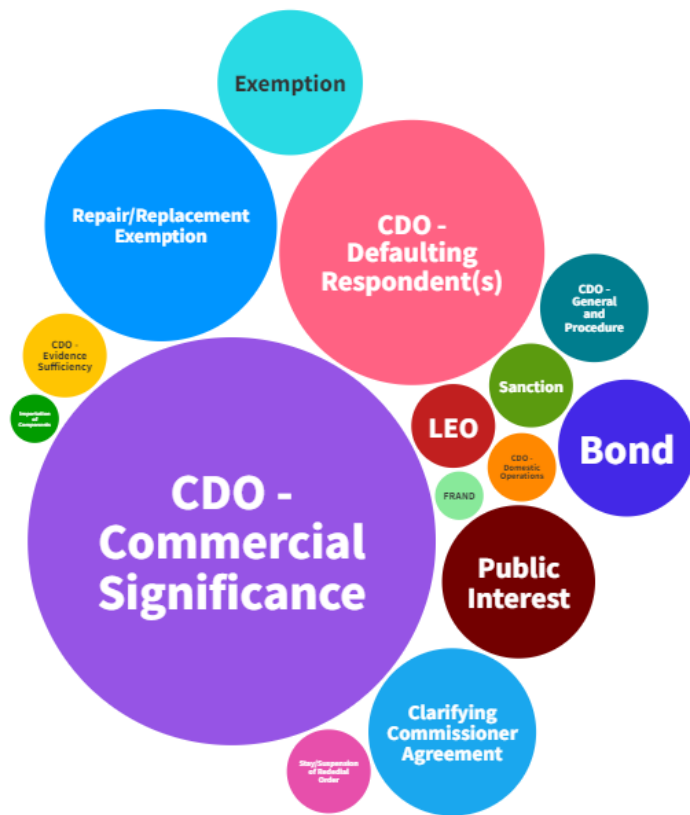 Exemption
Repair/Replacement
Exemption
CDO -
Defaulting
Respondent(s)
CDO -
General
and
Procedure
CDO -
Evidence
Sufficiency
Sanction
Importation
of
Components
LEO
Bond
CDO -
Domestic
Operations
CDO -
Commercial
Significance
FRAND
Public
Interest
Clarifying
Commissioner
Agreement
Stay/Suspension
of Remedial
Order